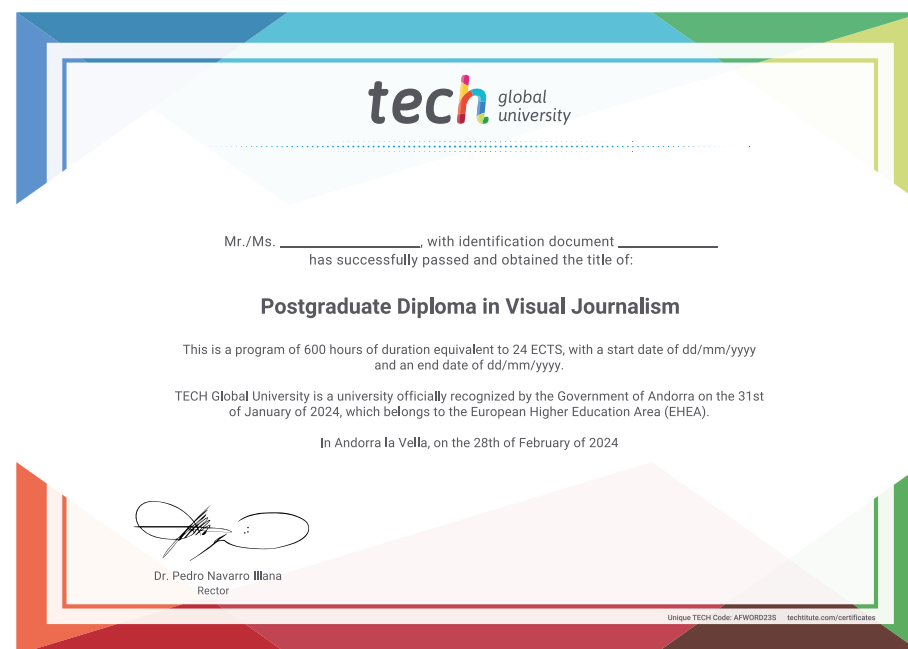 tech global
university
Mr./Ms. ____________________, with identification document ______________
has successfully passed and obtained the title of:
Postgraduate Diploma in Visual Journalism
This is a program of 600 hours of duration equivalent to 24 ECTS, with a start date of dd/mm/yyyy
and an end date of dd/mm/yyyy.
TECH Global University is a university officially recognized by the Government of Andorra on the 31st
of January of 2024, which belongs to the European Higher Education Area (EHEA).
In Andorra la Vella, on the 28th of February of 2024
Dr. Pedro Navarro Illana
Rector
Unique TECH Code: AFWORD23S techtitute.com/certificates